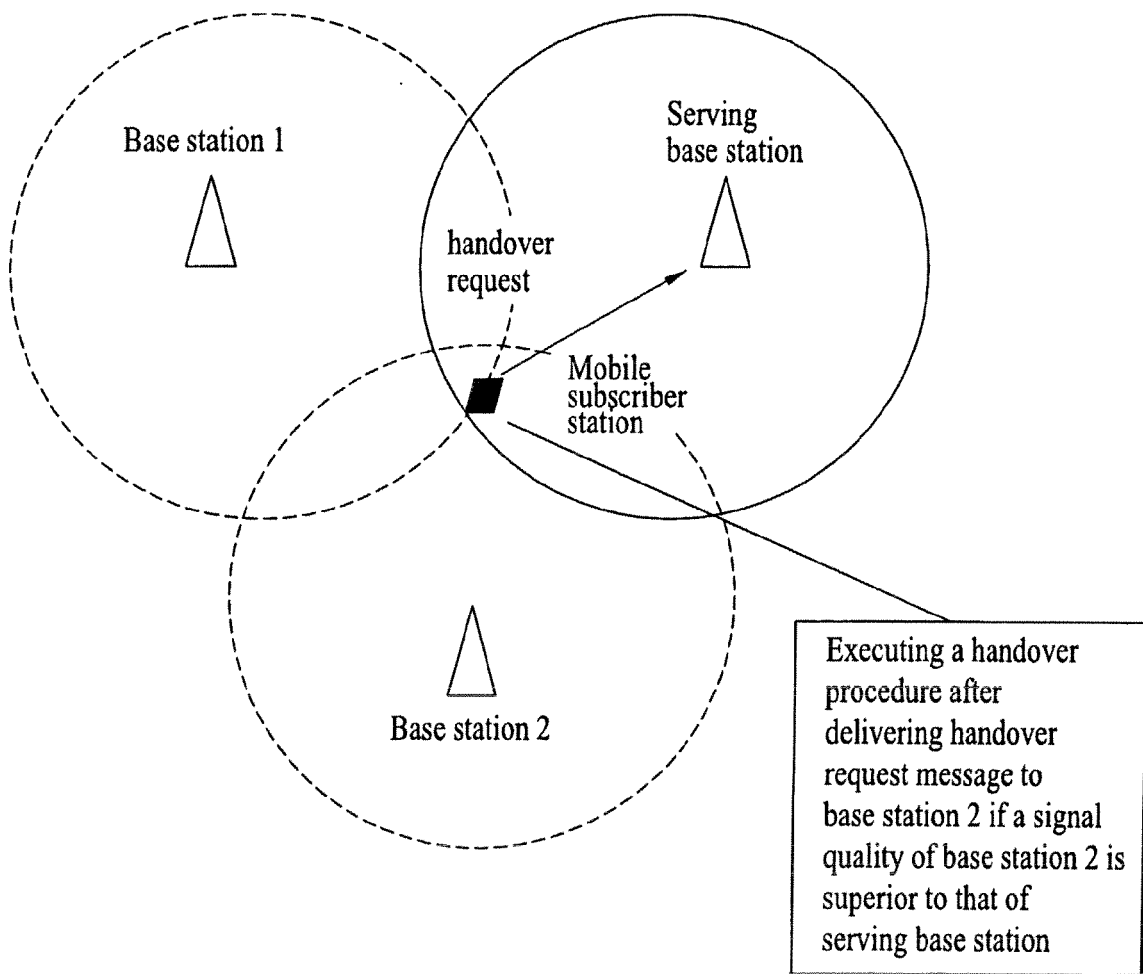 Base station 1
Serving
base station
handover
request
Mobile
subscriber
station
Base station 2
Executing a handover
procedure after
delivering handover
request message to
base station 2 if a signal
quality of base station 2 is
superior to that of
serving base station